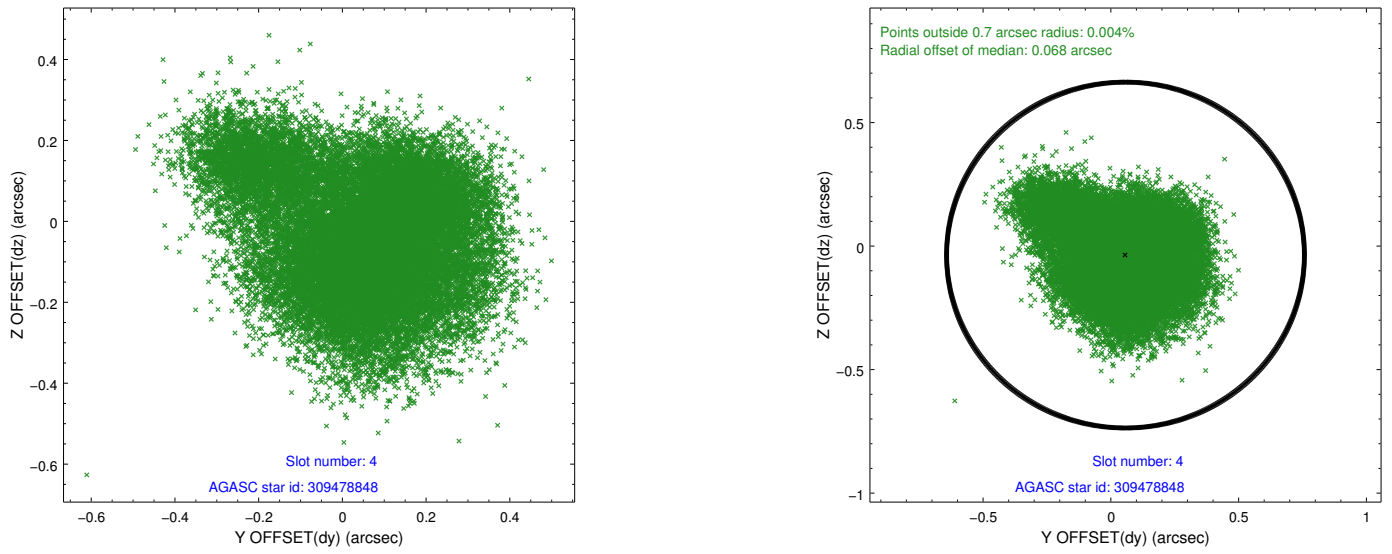 0.4
0.2
0
−0.2
−0.4
−0.6
−0.6
−0.4
−0.2
0
0.2
0.4
Z OFFSET(dz) (arcsec)
Y OFFSET(dy) (arcsec)
Slot number: 4
AGASC star id: 309478848
Points outside 0.7 arcsec radius: 0.004%
Radial offset of median: 0.068 arcsec
0.5
0
−0.5
−1
−0.5
0
0.5
1
Z OFFSET(dz) (arcsec)
Y OFFSET(dy) (arcsec)
Slot number: 4
AGASC star id: 309478848